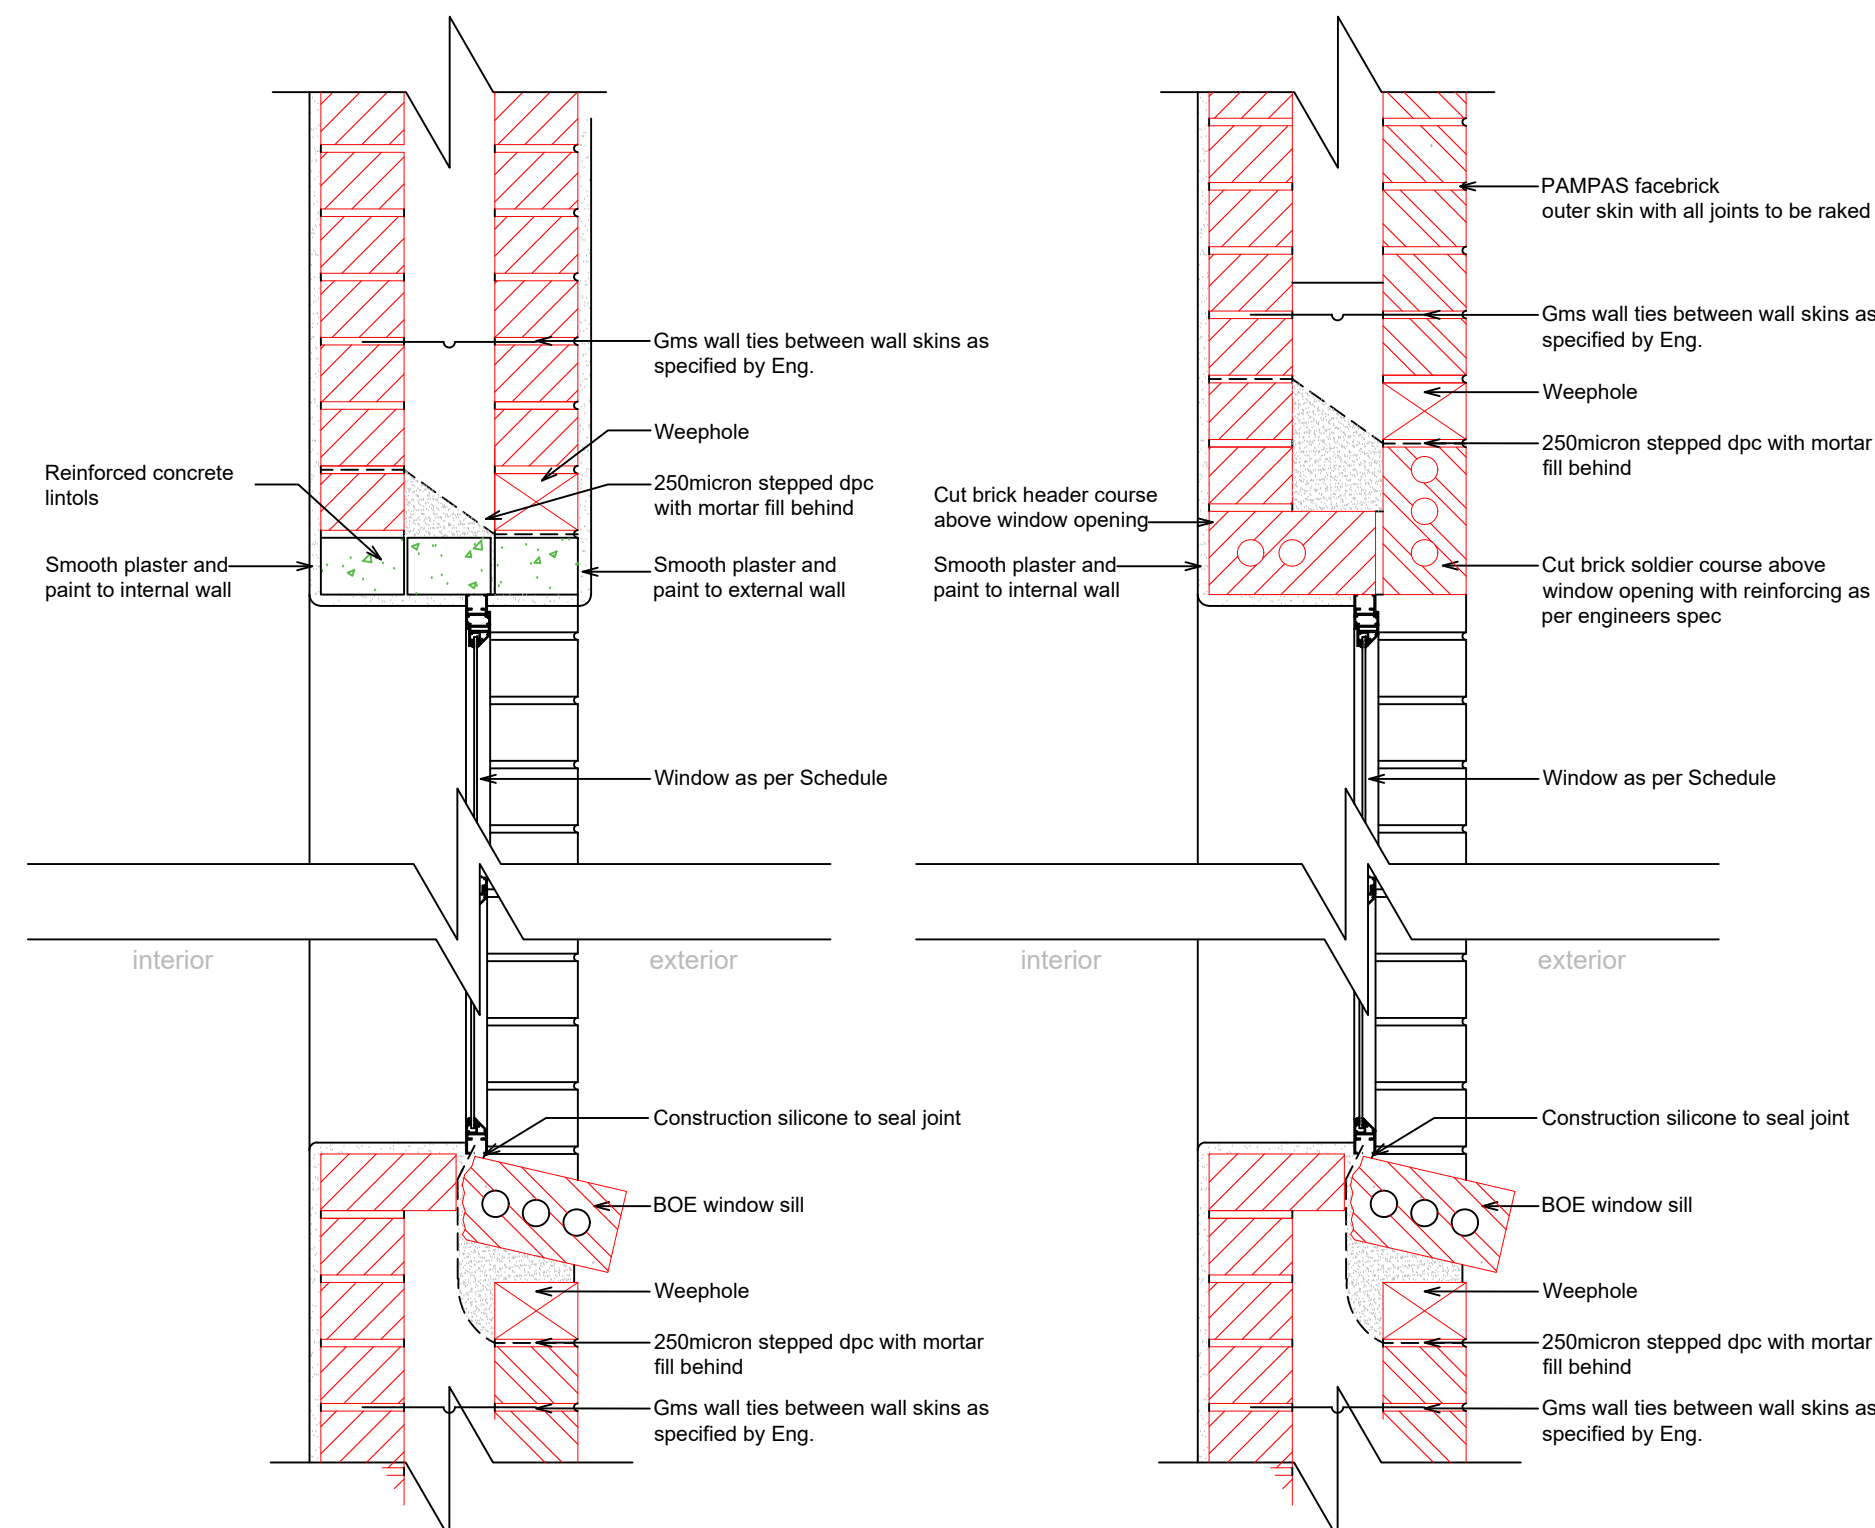 Gms wall ties between wall skins as
specified by Eng.
Weephole
Reinforced concrete
lintols
250micron stepped dpc
with mortar fill behind
Smooth plaster and
paint to internal wall
Smooth plaster and
paint to external wall
Window as per Schedule
interior
exterior
Construction silicone to seal joint
BOE window sill
Weephole
250micron stepped dpc with mortar
fill behind
Gms wall ties between wall skins as
specified by Eng.
PAMPAS facebrick
outer skin with all joints to be raked
Gms wall ties between wall skins as
specified by Eng.
Weephole
250micron stepped dpc with mortar
fill behind
Cut brick header course
above window opening
Smooth plaster and
paint to internal wall
Cut brick soldier course above
window opening with reinforcing as
per engineers spec
Window as per Schedule
interior
exterior
Construction silicone to seal joint
BOE window sill
Weephole
250micron stepped dpc with mortar
fill behind
Gms wall ties between wall skins as
specified by Eng.